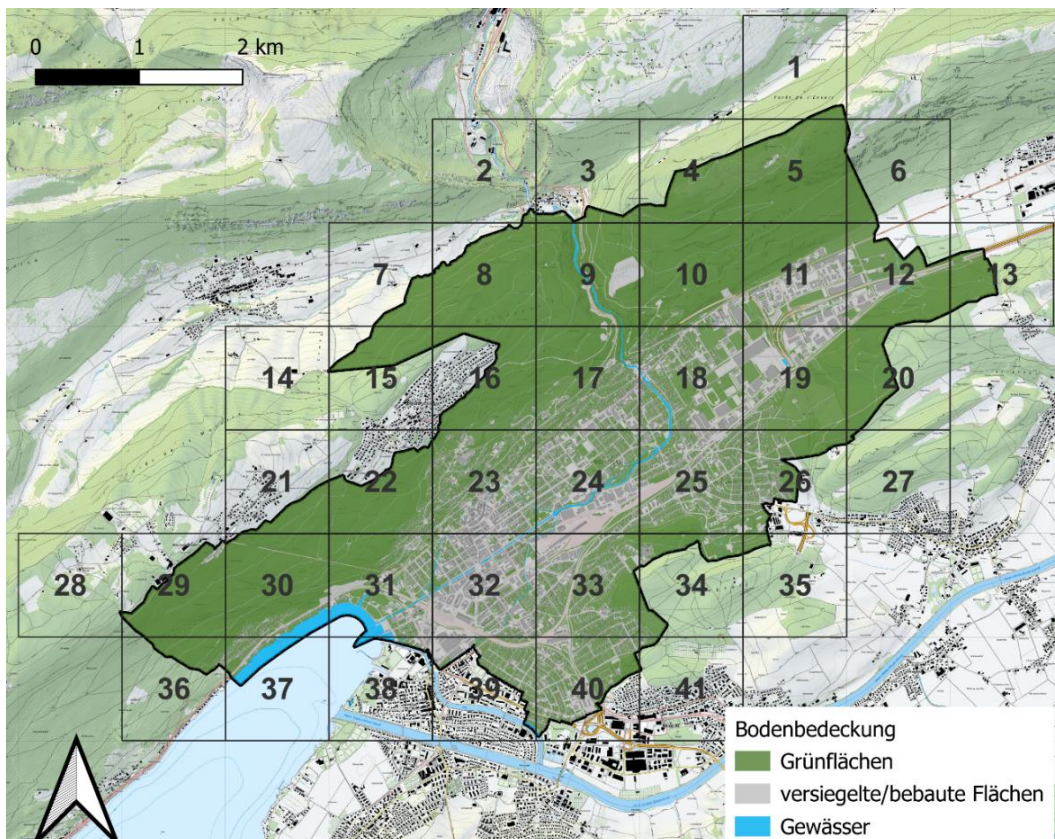 0 1 2 km
1
2 3 4 5 6
7 8 9 10 11 12 13
14 15 16 17 18 19 20
21 22 23 24 25 26 27
28 29 30 31 32 33 34 35
36 37 38 39 40 41
Bodenbedeckung
Grünflächen
versiegelte/bebaute Flächen
Gewässer